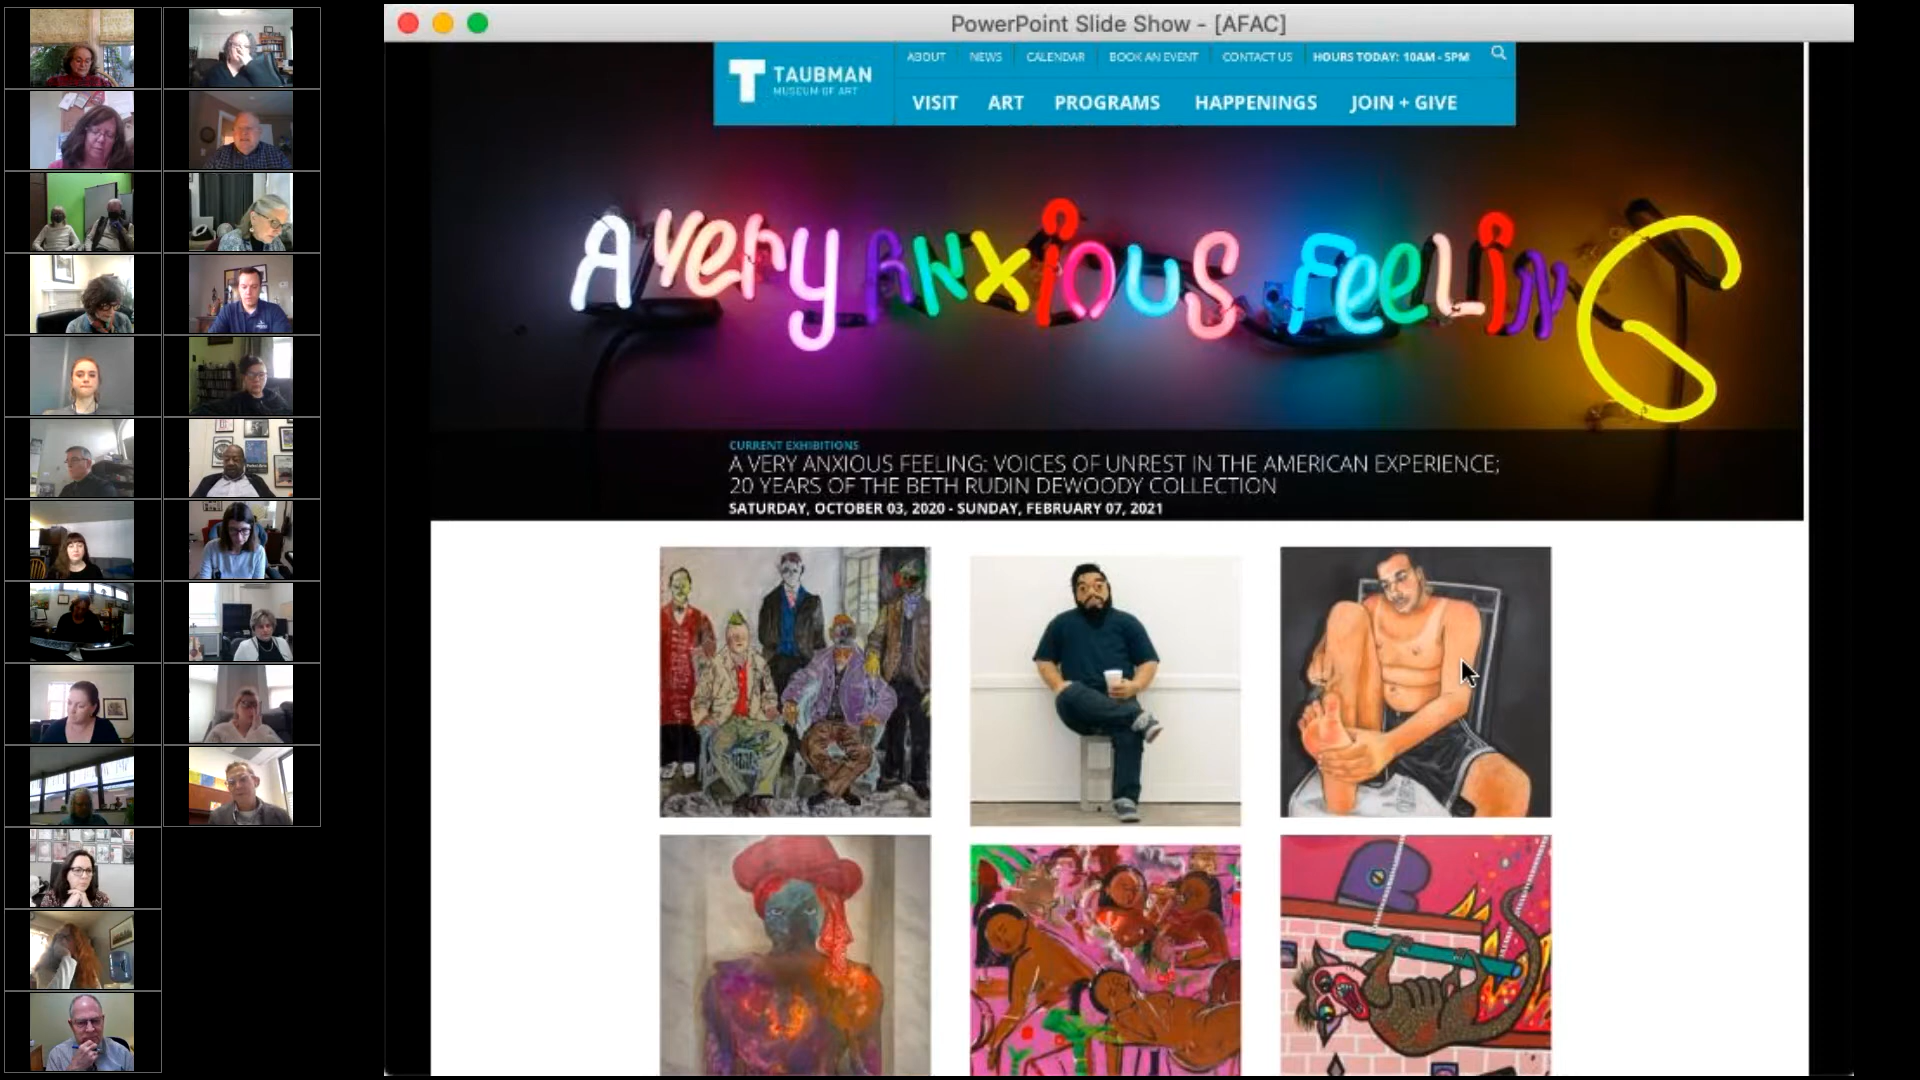 PowerPoint Slide Show - [AFAC]
TAUBMAN
MUSEUM OF ART
ABOUT NEWS CALENDAR BOOK AN EVENT CONTACT US HOURS TODAY: 10AM - 5PM
VISIT ART PROGRAMS HAPPENINGS JOIN + GIVE
A very ANXious FeeLiNG
CURRENT EXHIBITIONS
A VERY ANXIOUS FEELING: VOICES OF UNREST IN THE AMERICAN EXPERIENCE;
20 YEARS OF THE BETH RUDIN DEWOODY COLLECTION
SATURDAY, OCTOBER 03, 2020 - SUNDAY, FEBRUARY 07, 2021